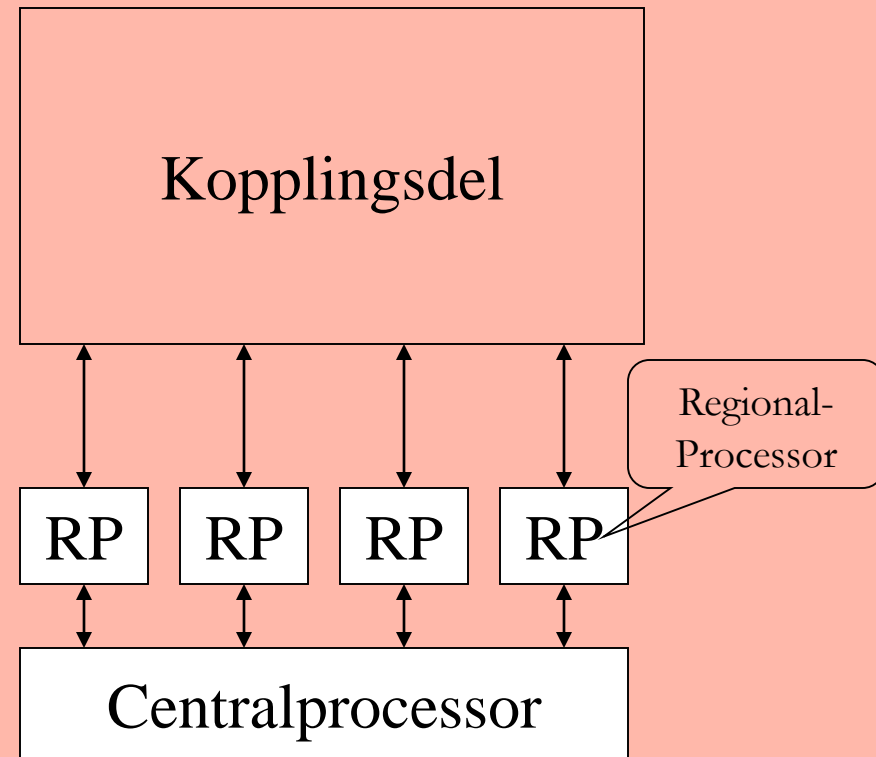 Kopplingsdel
Regional-
Processor
RP RP RP RP
Centralprocessor